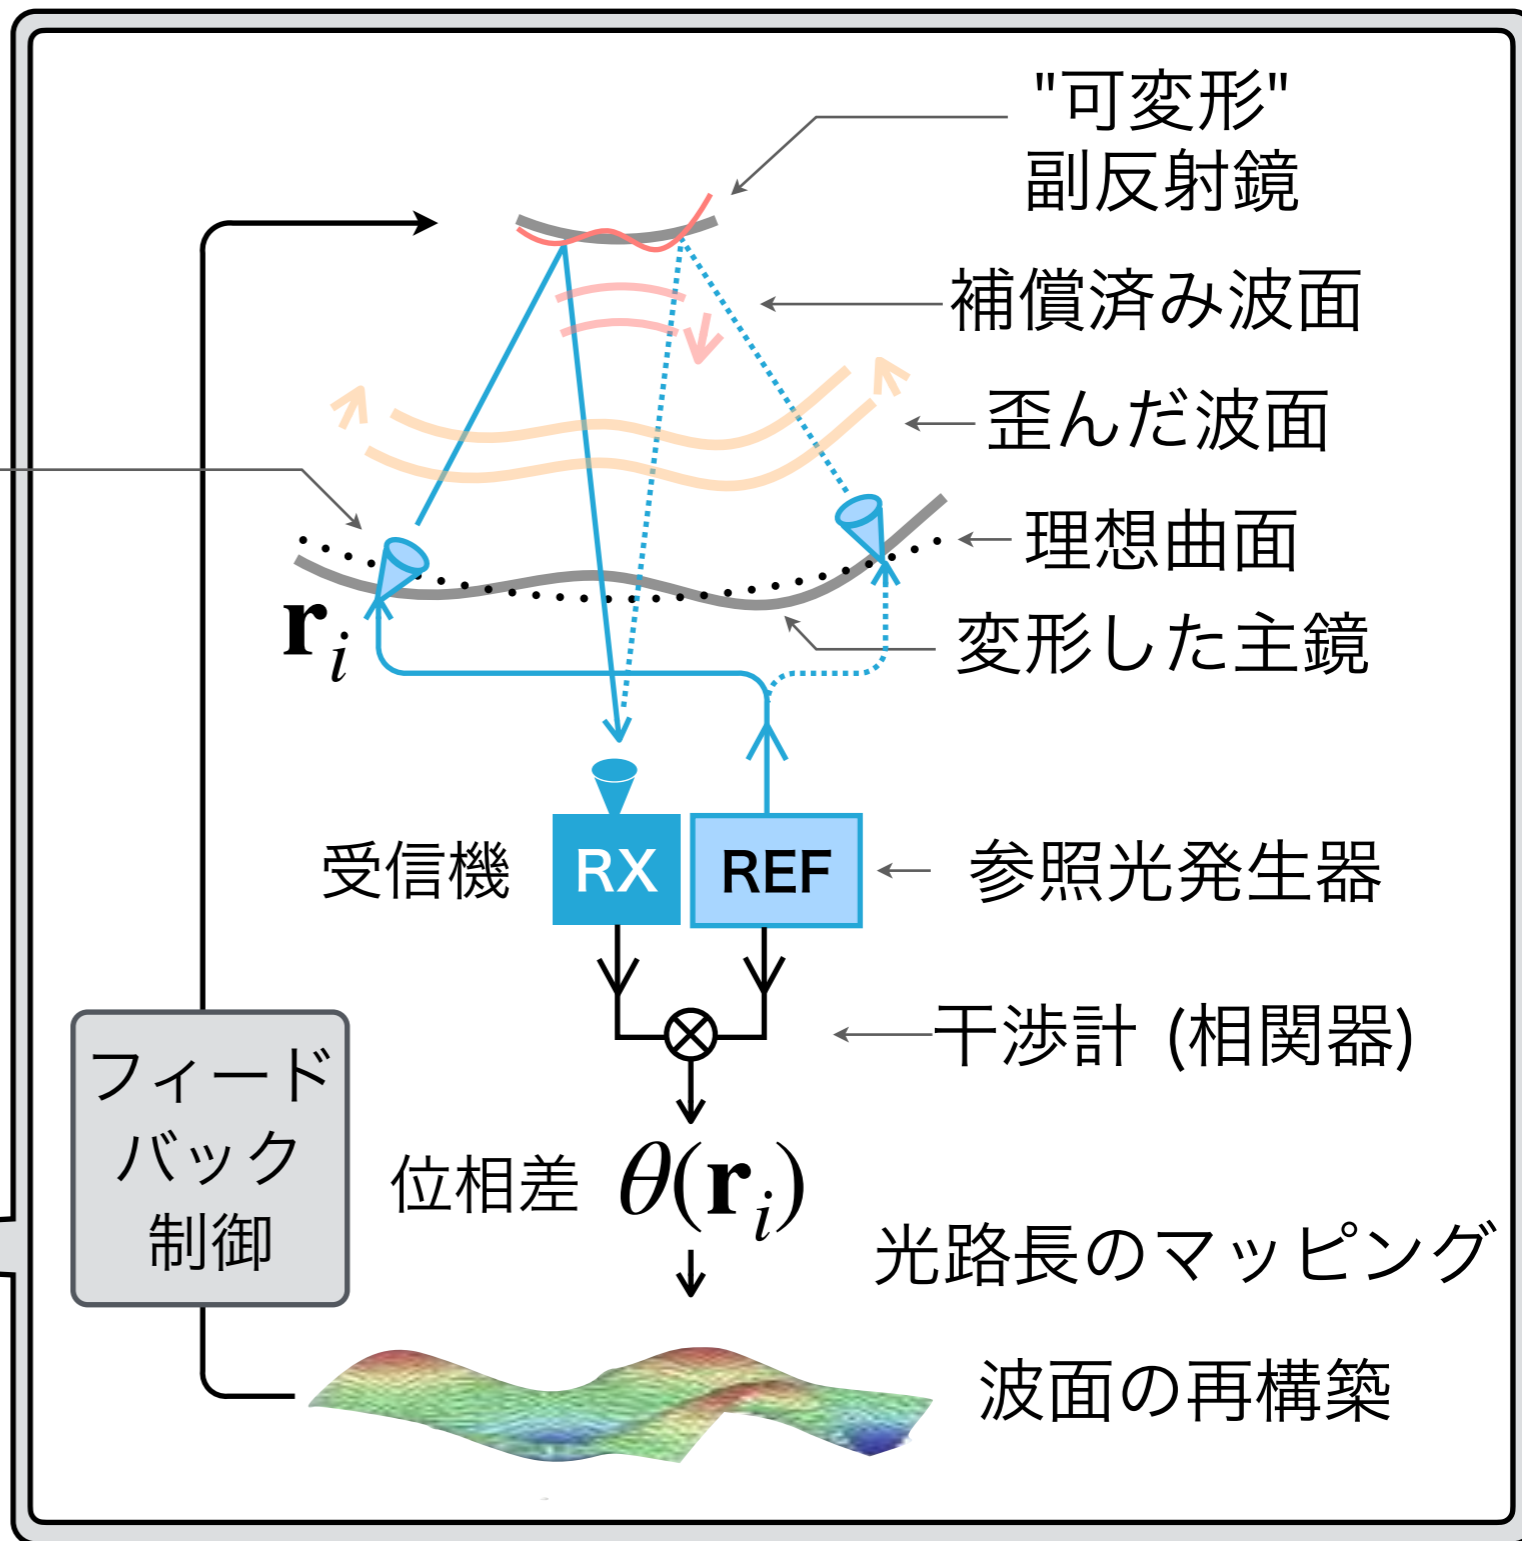 "可変形"
副反射鏡
補償済み波面
歪んだ波面
理想曲面
r_i
変形した主鏡
受信機
RX
REF
参照光発生器
干渉計 (相関器)
フィード
バック
制御
位相差 θ(r_i)
光路長のマッピング
波面の再構築